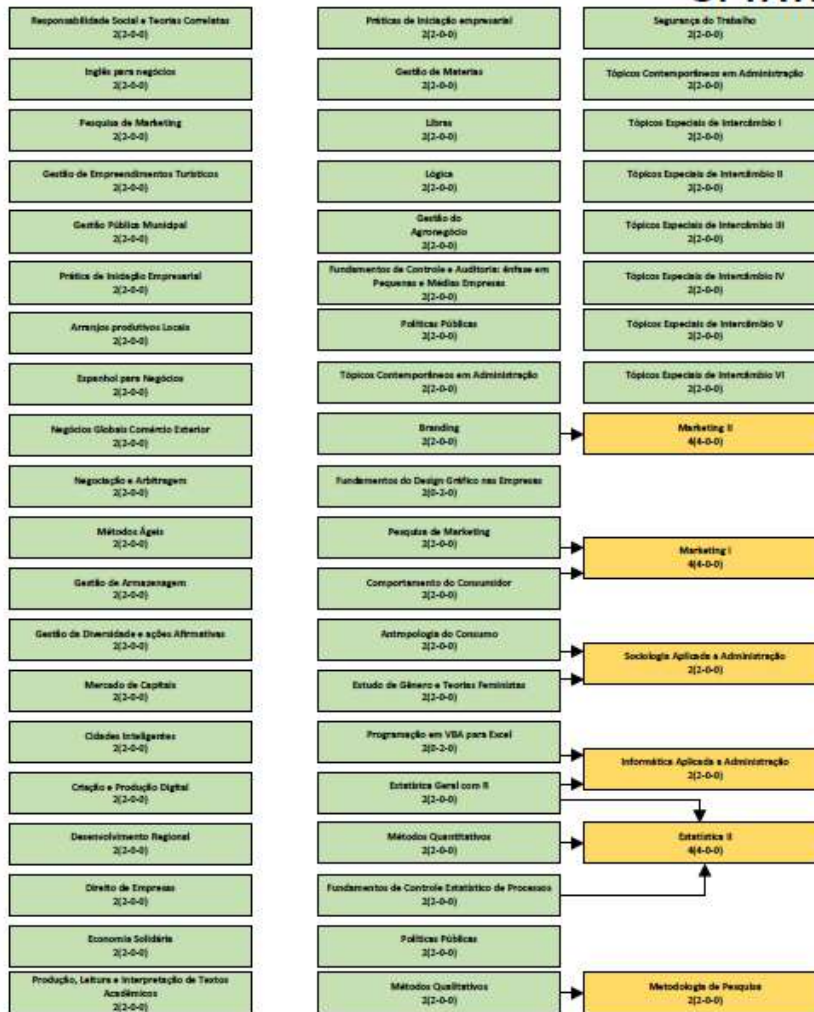 Responsabilidade Social e Teorias Correlatas
2(2-0-0)
Inglês para negócios
2(2-0-0)
Pesquisa de Marketing
2(2-0-0)
Gestão de Empreendimentos Turísticos
2(2-0-0)
Gestão Pública Municipal
2(2-0-0)
Prática de Iniciação Empresarial
2(2-0-0)
Arranjos produtivos Locais
2(2-0-0)
Espanhol para Negócios
2(2-0-0)
Negócios Globais Comércio Exterior
2(2-0-0)
Negociação e Arbitragem
2(2-0-0)
Métodos Ágeis
2(2-0-0)
Gestão de Armazenagem
2(2-0-0)
Gestão da Diversidade e ações Afirmativas
2(2-0-0)
Mercado de Capitais
2(2-0-0)
Cidades Inteligentes
2(2-0-0)
Criação e Produção Digital
2(2-0-0)
Desenvolvimento Regional
2(2-0-0)
Direito de Empresas
2(2-0-0)
Economia Solidária
2(2-0-0)
Produção, Leitura e Interpretação de Textos
Acadêmicos
2(2-0-0)
Práticas de Iniciação empresarial
2(2-0-0)
Gestão de Materias
2(2-0-0)
Libras
2(2-0-0)
Lógica
2(2-0-0)
Gestão do
Agronegócio
2(2-0-0)
Fundamentos de Controle e Auditoria: ênfase em
Pequenas e Médias Empresas
2(2-0-0)
Políticas Públicas
2(2-0-0)
Tópicos Contemporâneos em Administração
2(2-0-0)
Branding
2(2-0-0)
Fundamentos do Design Gráfico nas Empresas
2(0-2-0)
Pesquisa de Marketing
2(2-0-0)
Comportamento do Consumidor
2(2-0-0)
Antropologia do Consumo
2(2-0-0)
Estudo de Gênero e Teorias Feministas
2(2-0-0)
Programação em VBA para Excel
2(0-2-0)
Estatística Geral com R
2(2-0-0)
Métodos Quantitativos
2(2-0-0)
Fundamentos de Controle Estatístico de Processos
2(2-0-0)
Políticas Públicas
2(2-0-0)
Métodos Qualitativos
2(2-0-0)
Segurança do Trabalho
2(2-0-0)
Tópicos Contemporâneos em Administração
2(2-0-0)
Tópicos Especiais de Intercâmbio I
2(2-0-0)
Tópicos Especiais de Intercâmbio II
2(2-0-0)
Tópicos Especiais de Intercâmbio III
2(2-0-0)
Tópicos Especiais de Intercâmbio IV
2(2-0-0)
Tópicos Especiais de Intercâmbio V
2(2-0-0)
Tópicos Especiais de Intercâmbio VI
2(2-0-0)
Marketing II
4(4-0-0)
Marketing I
4(4-0-0)
Sociologia Aplicada a Administração
2(2-0-0)
Informática Aplicada a Administração
2(2-0-0)
Estatística II
4(4-0-0)
Metodologia de Pesquisa
2(2-0-0)